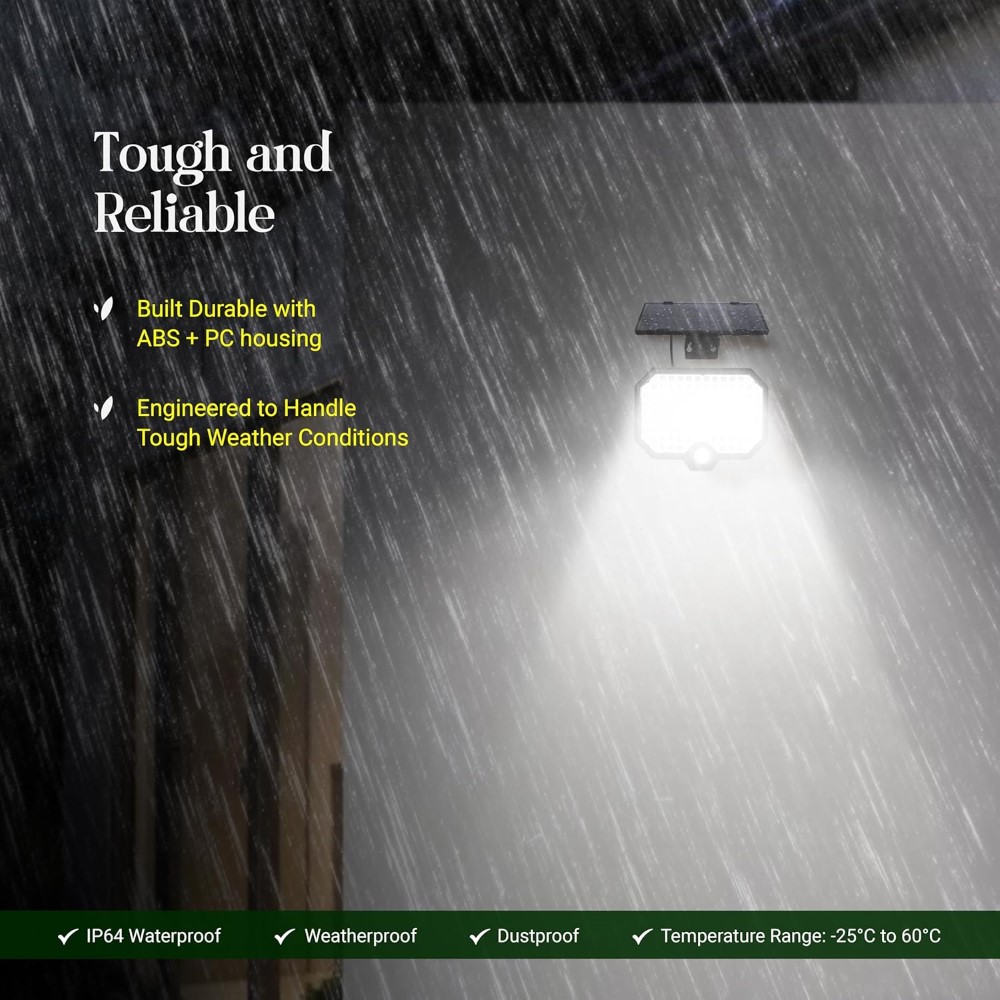 Tough and
Reliable
Built Durable with
ABS + PC housing
Engineered to Handle
Tough Weather Conditions
IP64 Waterproof
Weatherproof
Dustproof
Temperature Range: -25°C to 60°C